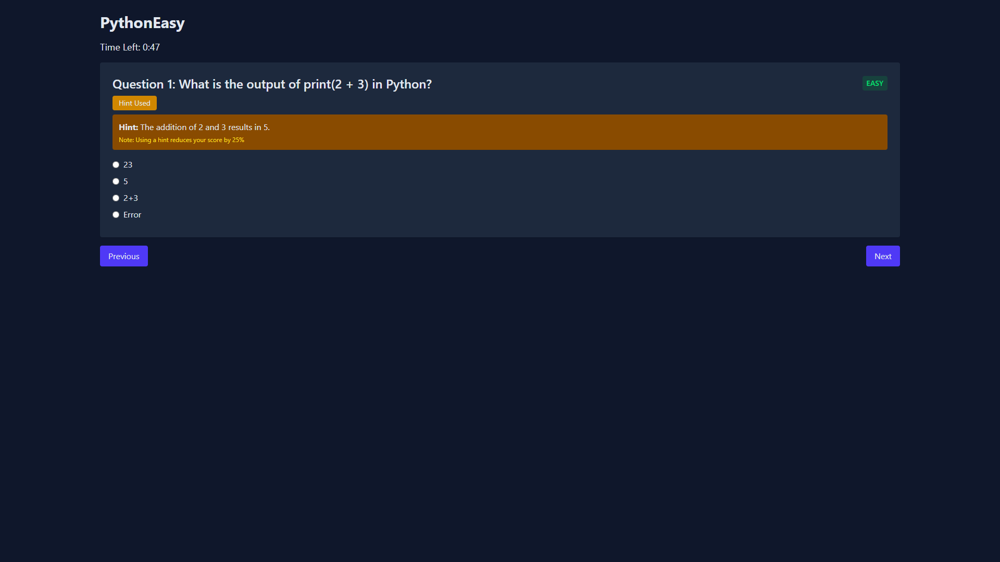 PythonEasy
Time Left: 0:47
Question 1: What is the output of print(2 + 3) in Python?
EASY
Hint Used
Hint: The addition of 2 and 3 results in 5.
Note: Using a hint reduces your score by 25%
23
5
2+3
Error
Previous
Next